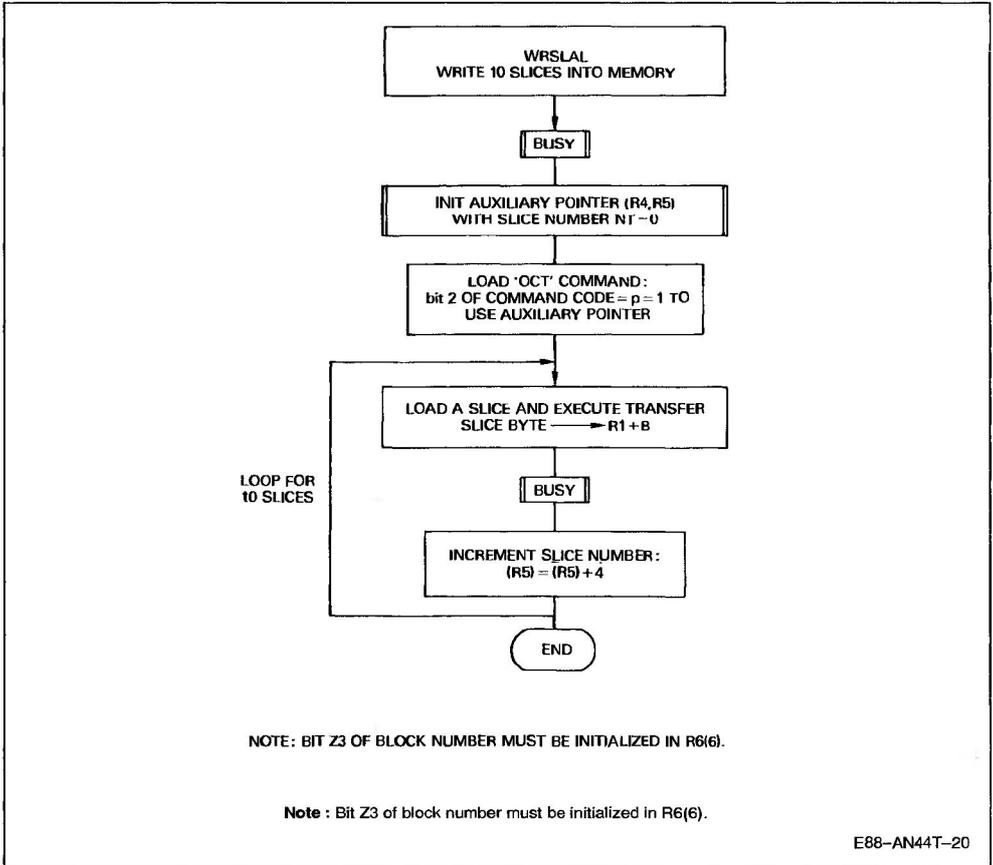 WRSLAL
WRITE 10 SLICES INTO MEMORY
BUSY
INIT AUXILIARY POINTER (R4,R5)
WITH SLICE NUMBER NT=0
LOAD 'OCT' COMMAND:
bit 2 OF COMMAND CODE = p = 1 TO
USE AUXILIARY POINTER
LOAD A SLICE AND EXECUTE TRANSFER
SLICE BYTE → R1+B
LOOP FOR
10 SLICES
BUSY
INCREMENT SLICE NUMBER:
(R5) = (R5)+4
END
NOTE: BIT Z3 OF BLOCK NUMBER MUST BE INITIALIZED IN R6(6).
Note : Bit Z3 of block number must be initialized in R6(6).
E88-AN44T-20